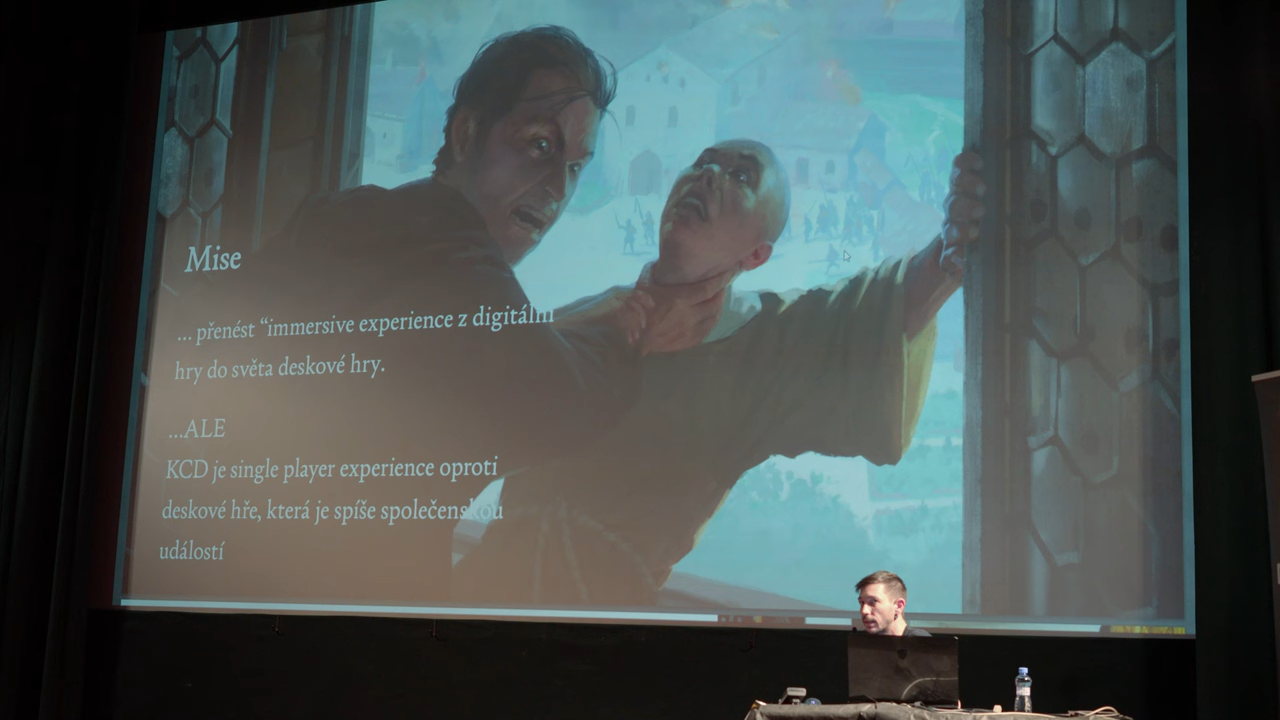 Mise
... přenést “immersive experience z digitální
hry do světa deskové hry.
...ALE
KCD je single player experience oproti
deskové hře, která je spíše společenskou
událostí